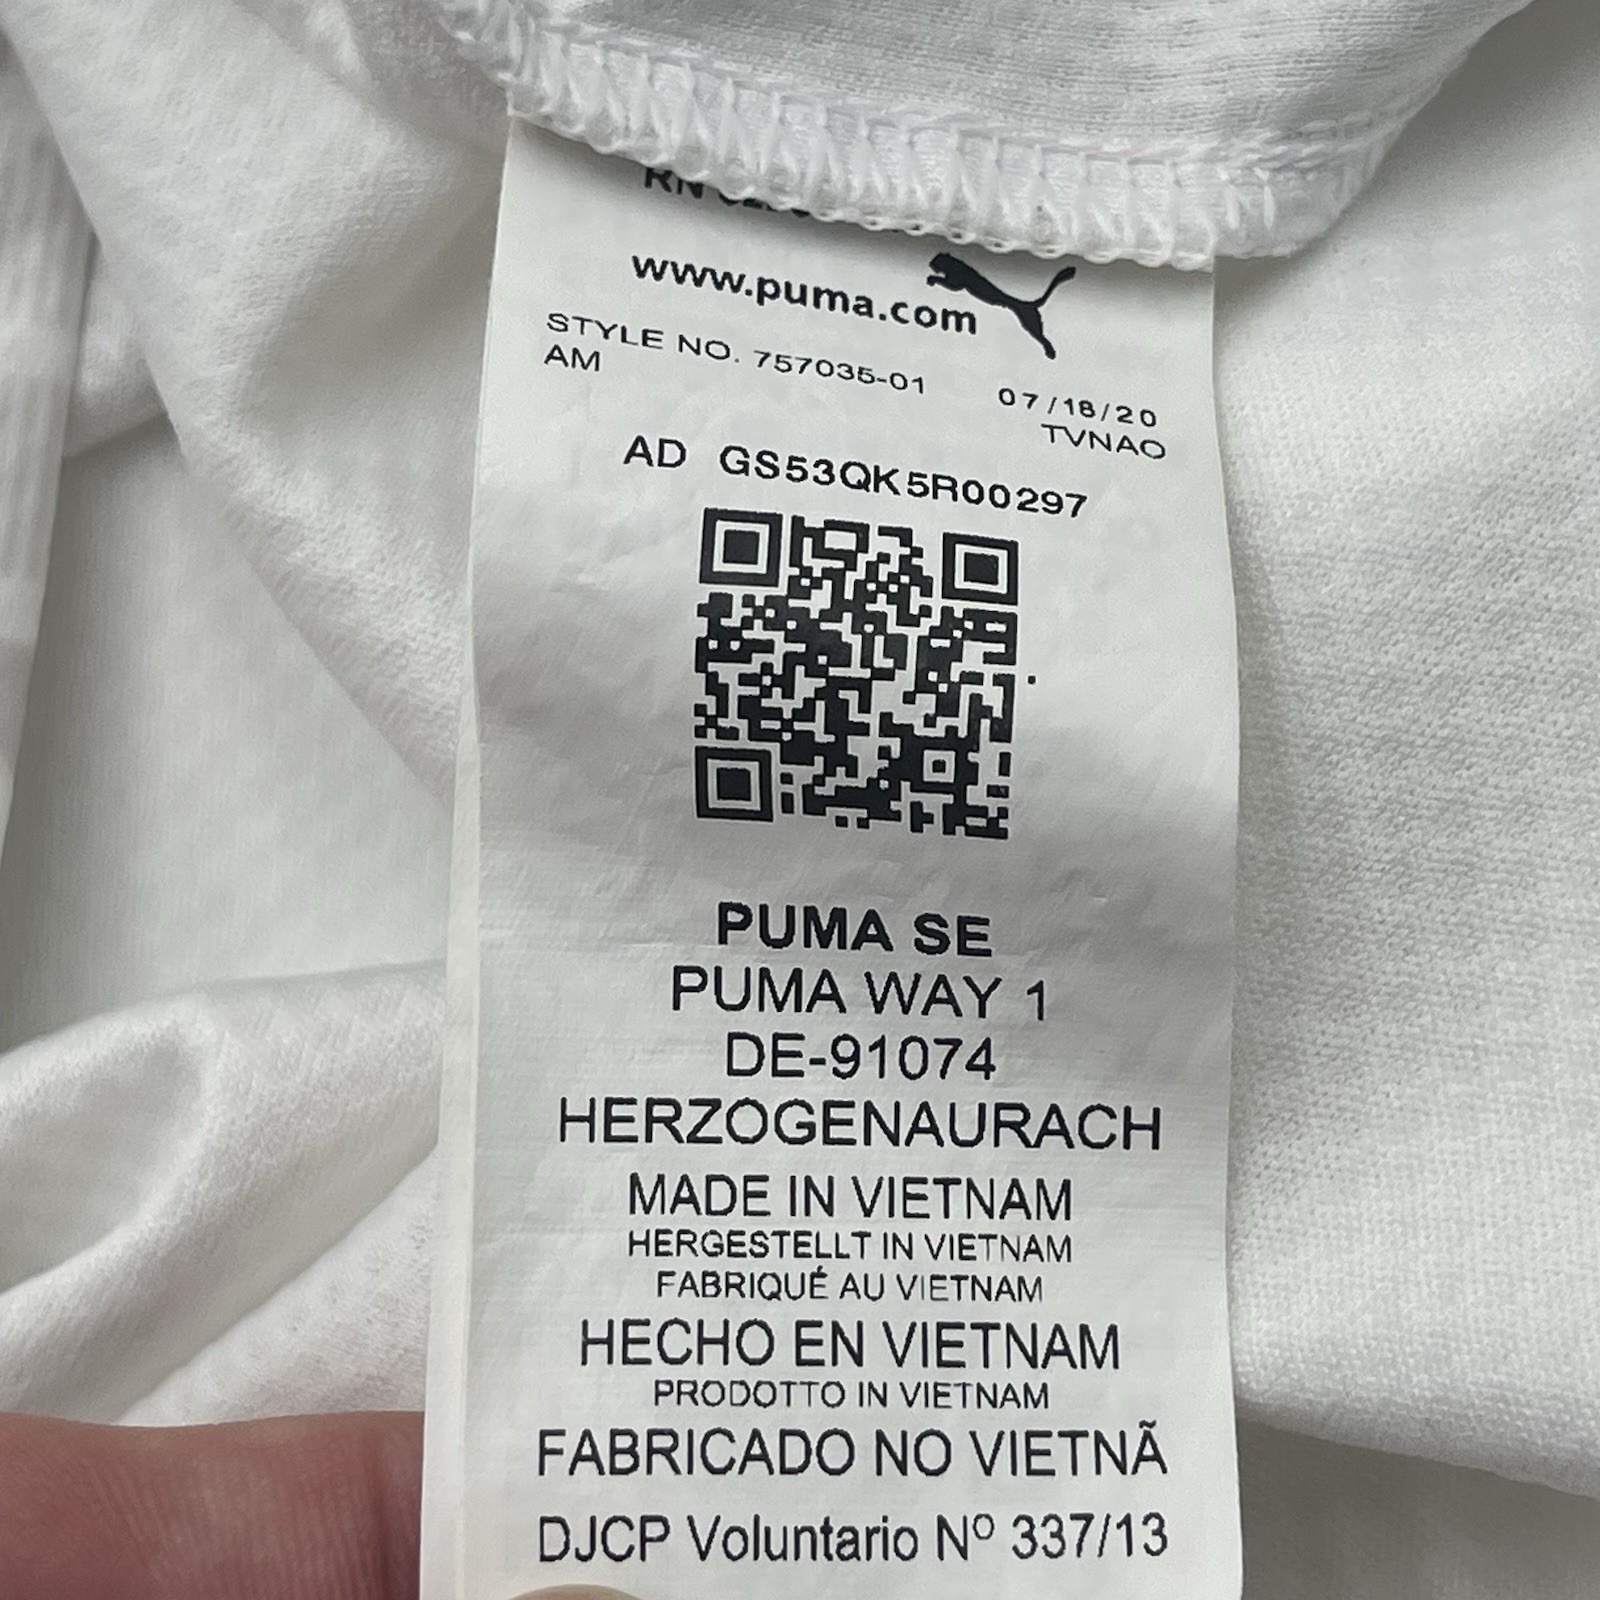 RN
www.puma.com
STYLE NO. 757035-01 07/18/20
AM TVNAO
AD GS53QK5R00297
PUMA SE
PUMA WAY 1
DE-91074
HERZOGENAURACH
MADE IN VIETNAM
HERGESTELLT IN VIETNAM
FABRIQUÉ AU VIETNAM
HECHO EN VIETNAM
PRODOTTO IN VIETNAM
FABRICADO NO VIETNÃ
DJCP Voluntario Nº 337/13